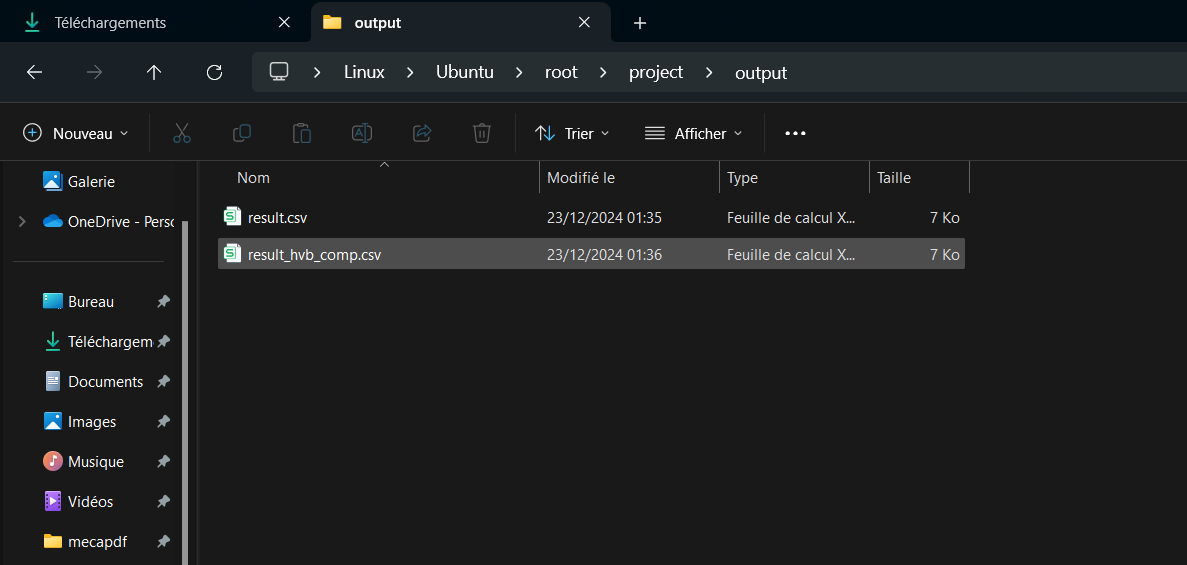 Téléchargements
output
Linux > Ubuntu > root > project > output
Nouveau
Trier
Afficher
Galerie
OneDrive - Perso
Bureau
Téléchargem
Documents
Images
Musique
Vidéos
mecapdf
Nom Modifié le Type Taille
result.csv 23/12/2024 01:35 Feuille de calcul X... 7 Ko
result_hvb_comp.csv 23/12/2024 01:36 Feuille de calcul X... 7 Ko